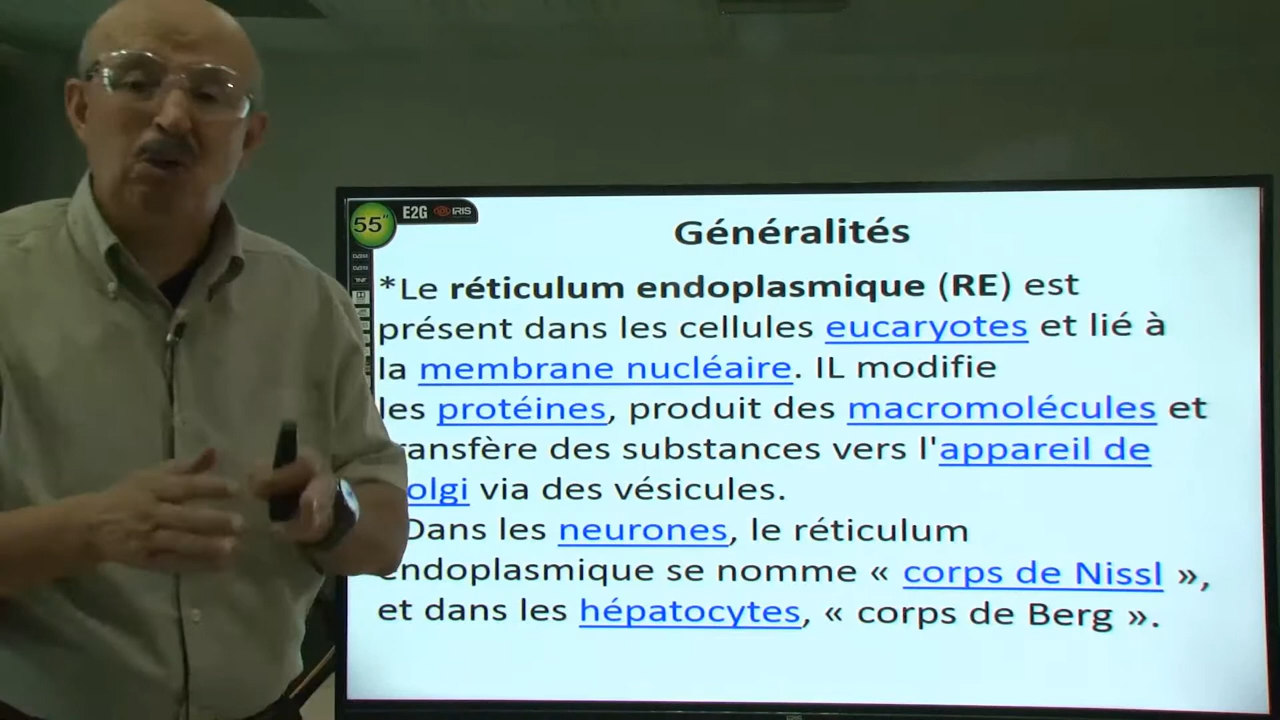 55"
E2G IRIS
Généralités
*Le réticulum endoplasmique (RE) est
présent dans les cellules eucaryotes et lié à
la membrane nucléaire. IL modifie
les protéines, produit des macromolécules et
ransfère des substances vers l'appareil de
olgi via des vésicules.
Dans les neurones, le réticulum
endoplasmique se nomme « corps de Nissl »,
et dans les hépatocytes, « corps de Berg ».